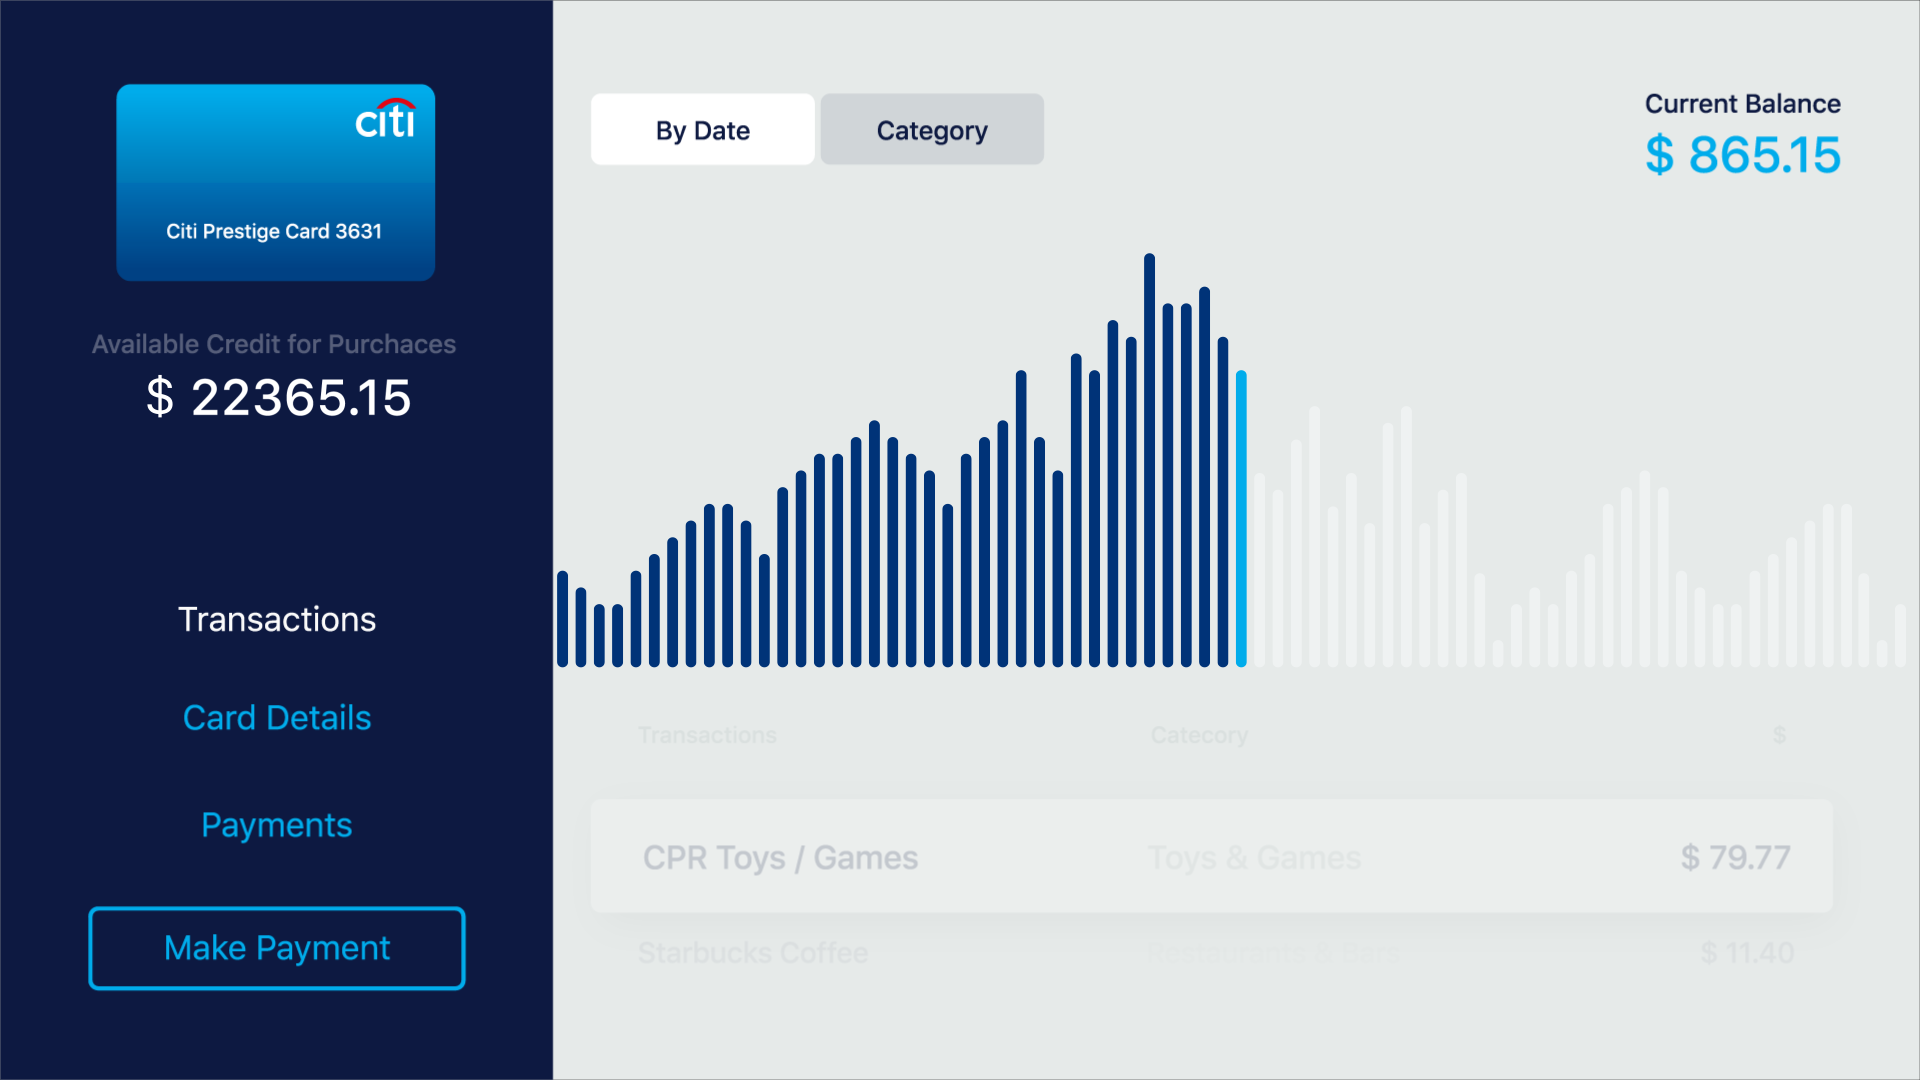 citi
Citi Prestige Card 3631
Available Credit for Purchaces
$ 22365.15
Transactions
Card Details
Payments
Make Payment
By Date
Category
Current Balance
$ 865.15
Transactions Catecory $
CPR Toys / Games Toys & Games $ 79.77
Starbucks Coffee Restaurants & Bars $ 11.40